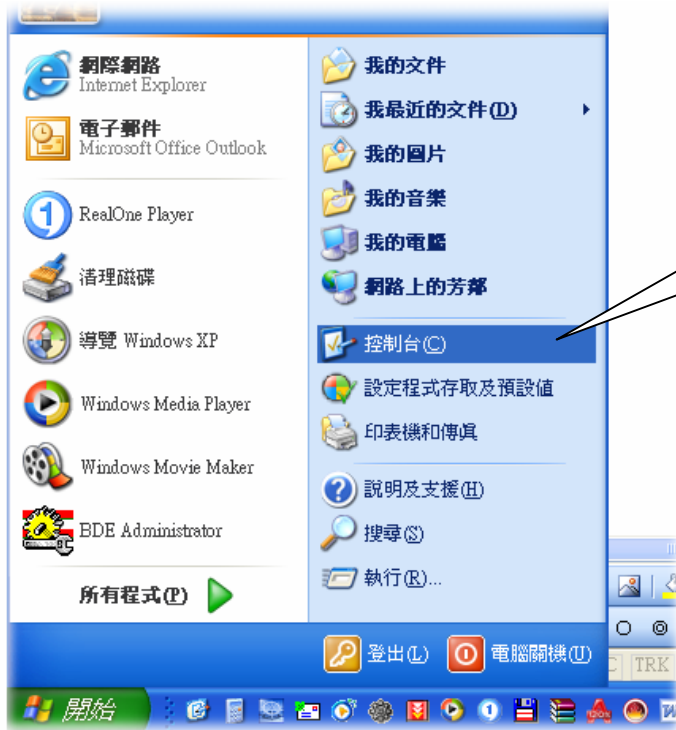 網際網路
Internet Explorer
電子郵件
Microsoft Office Outlook
RealOne Player
清理磁碟
導覽 Windows XP
Windows Media Player
Windows Movie Maker
BDE Administrator
所有程式(P)
我的文件
我最近的文件(D)
我的圖片
我的音樂
我的電腦
網路上的芳鄰
控制台(C)
設定程式存取及預設值
印表機和傳真
說明及支援(H)
搜尋(S)
執行(R)...
登出(L)
電腦關機(U)
TRK
開始